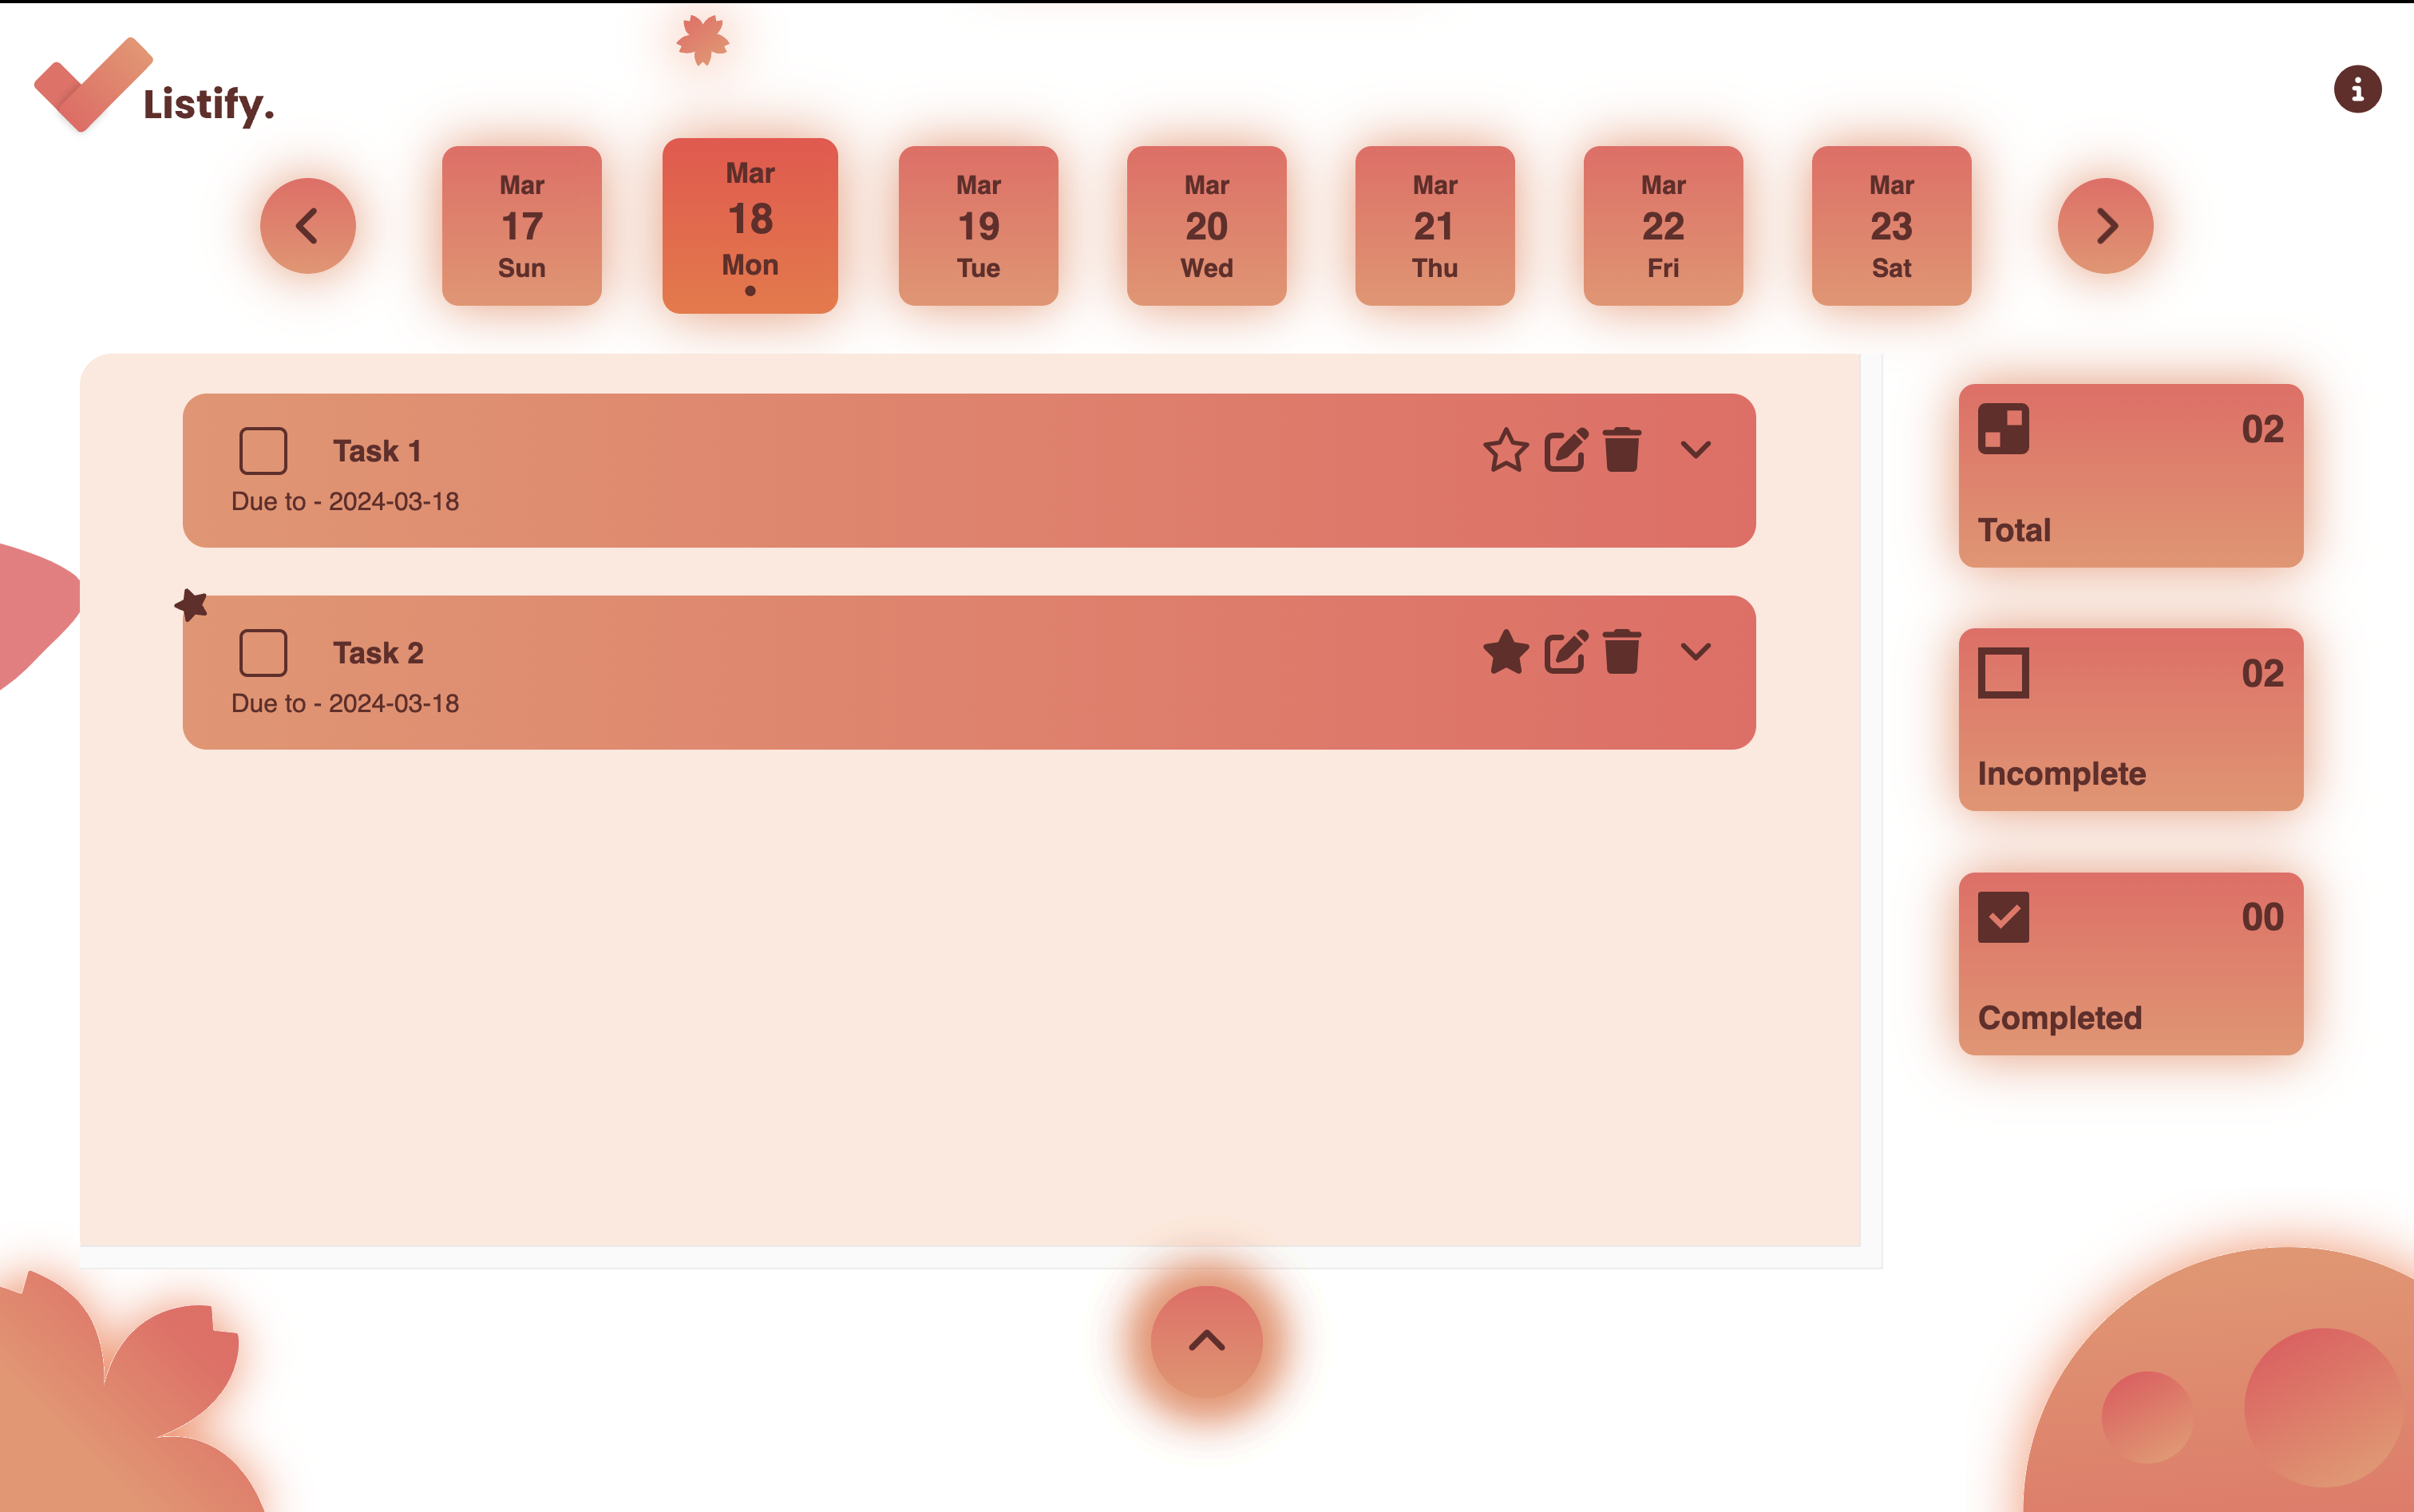 Listify.
Mar
17
Sun
Mar
18
Mon
Mar
19
Tue
Mar
20
Wed
Mar
21
Thu
Mar
22
Fri
Mar
23
Sat
Task 1
Due to - 2024-03-18
Task 2
Due to - 2024-03-18
02
Total
02
Incomplete
00
Completed